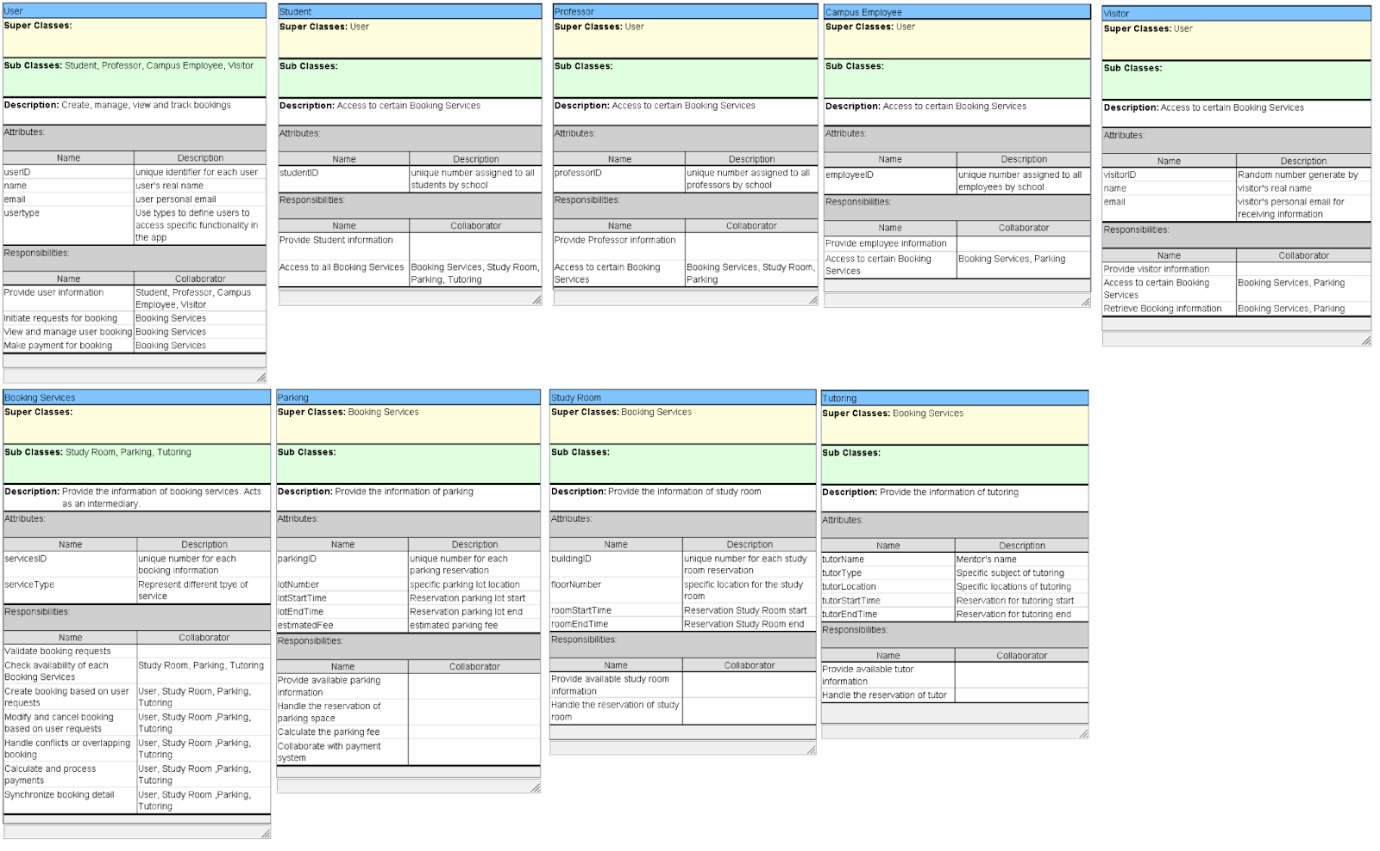 User
Super Classes:
Sub Classes: Student, Professor, Campus Employee, Visitor
Description: Create, manage, view and track bookings
Attributes:
Name Description
userID unique identifier for each user
name user's real name
email user personal email
usertype Use types to define users to
access specific functionality in
the app
Responsibilities:
Name Collaborator
Provide user information Student, Professor, Campus
Employee, Visitor
Initiate requests for booking Booking Services
View and manage user booking Booking Services
Make payment for booking Booking Services
Student
Super Classes: User
Sub Classes:
Description: Access to certain Booking Services
Attributes:
Name Description
studentID unique number assigned to all
students by school
Responsibilities:
Name Collaborator
Provide Student information
Access to all Booking Services Booking Services, Study Room,
Parking, Tutoring
Professor
Super Classes: User
Sub Classes:
Description: Access to certain Booking Services
Attributes:
Name Description
professorID unique number assigned to all
professors by school
Responsibilities:
Name Collaborator
Provide Professor information
Access to certain Booking Booking Services, Study Room,
Services Parking
Campus Employee
Super Classes: User
Sub Classes:
Description: Access to certain Booking Services
Attributes:
Name Description
employeeID unique number assigned to all
employees by school
Responsibilities:
Name Collaborator
Provide employee information
Access to certain Booking Booking Services, Parking
Services
Visitor
Super Classes: User
Sub Classes:
Description: Access to certain Booking Services
Attributes:
Name Description
visitorID Random number generate by
name visitor's real name
email visitor's personal email for
receiving information
Responsibilities:
Name Collaborator
Provide visitor information
Access to certain Booking Booking Services, Parking
Services
Retrieve Booking information Booking Services, Parking
Booking Services
Super Classes:
Sub Classes: Study Room, Parking, Tutoring
Description: Provide the information of booking services. Acts
as an intermediary.
Attributes:
Name Description
servicesID unique number for each
booking information
serviceType Represent different tpye of
service
Responsibilities:
Name Collaborator
Validate booking requests
Check availability of each Study Room, Parking, Tutoring
Booking Services
Create booking based on user User, Study Room, Parking,
requests Tutoring
Modify and cancel booking User, Study Room ,Parking,
based on user requests Tutoring
Handle conflicts or overlapping User, Study Room ,Parking,
booking Tutoring
Calculate and process User, Study Room ,Parking,
payments Tutoring
Synchronize booking detail User, Study Room ,Parking,
Tutoring
Parking
Super Classes: Booking Services
Sub Classes:
Description: Provide the information of parking
Attributes:
Name Description
parkingID unique number for each
parking reservation
lotNumber specific parking lot location
lotStartTime Reservation parking lot start
lotEndTime Reservation parking lot end
estimatedFee estimated parking fee
Responsibilities:
Name Collaborator
Provide available parking
information
Handle the reservation of
parking space
Calculate the parking fee
Collaborate with payment
system
Study Room
Super Classes: Booking Services
Sub Classes:
Description: Provide the information of study room
Attributes:
Name Description
buildingID unique number for each study
room reservation
floorNumber specific location for the study
room
roomStartTime Reservation Study Room start
roomEndTime Reservation Study Room end
Responsibilities:
Name Collaborator
Provide available study room
information
Handle the reservation of study
room
Tutoring
Super Classes: Booking Services
Sub Classes:
Description: Provide the information of tutoring
Attributes:
Name Description
tutorName Mentor's name
tutorType Specific subject of tutoring
tutorLocation Specific locations of tutoring
tutorStartTime Reservation for tutoring start
tutorEndTime Reservation for tutoring end
Responsibilities:
Name Collaborator
Provide available tutor
information
Handle the reservation of tutor